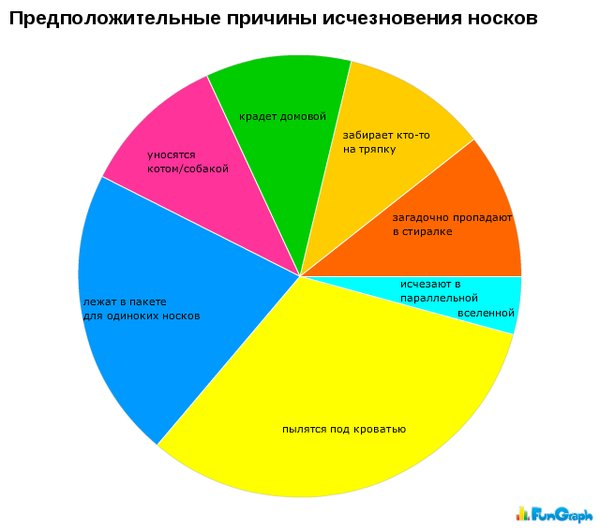 Предположительные причины исчезновения носков
крадет домовой
забирает кто-то
на тряпку
уносятся
котом/собакой
загадочно пропадают
в стиралке
исчезают в
параллельной
вселенной
лежат в пакете
для одиноких носков
пылятся под кроватью
FunGraph